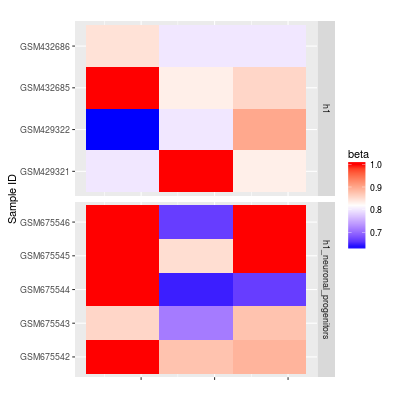 GSM432686
GSM432685
GSM429322
GSM429321
h1
GSM675546
GSM675545
GSM675544
GSM675543
GSM675542
h1_neuronal_progenitors
Sample ID
beta
1.0
0.9
0.8
0.7